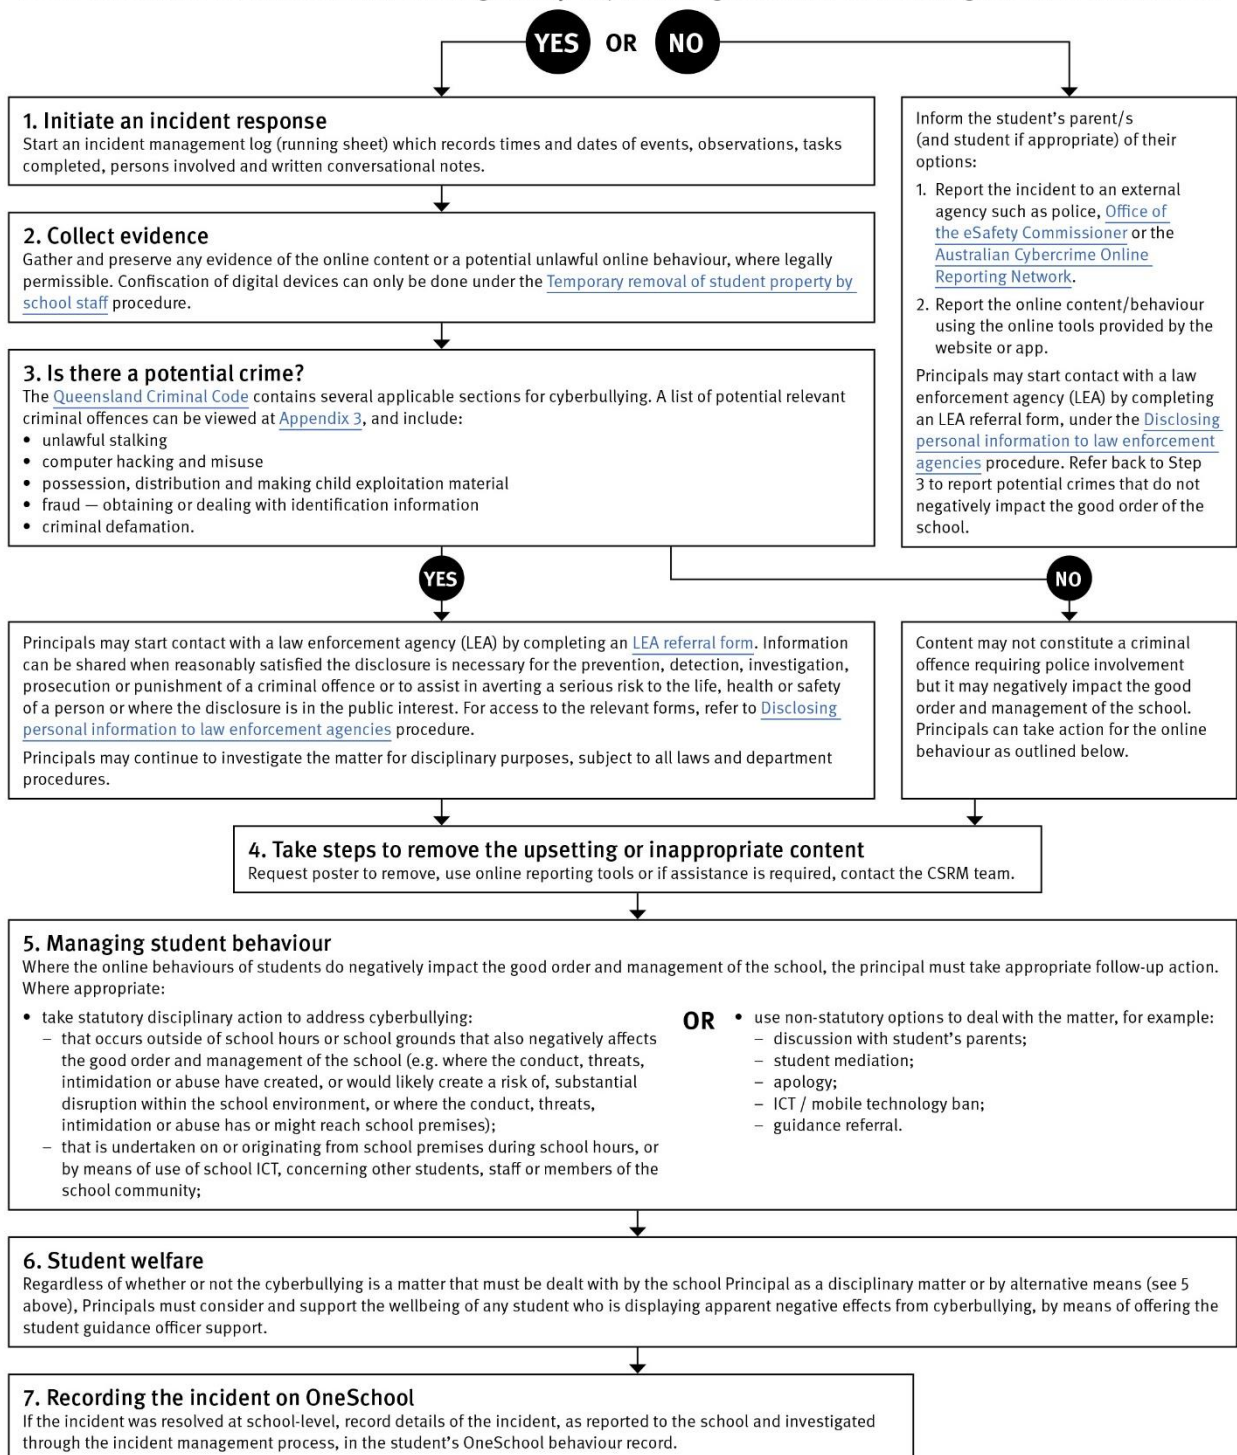 YES OR NO
1. Initiate an incident response
Start an incident management log (running sheet) which records times and dates of events, observations, tasks
completed, persons involved and written conversational notes.
2. Collect evidence
Gather and preserve any evidence of the online content or a potential unlawful online behaviour, where legally
permissible. Confiscation of digital devices can only be done under the Temporary removal of student property by
school staff procedure.
3. Is there a potential crime?
The Queensland Criminal Code contains several applicable sections for cyberbullying. A list of potential relevant
criminal offences can be viewed at Appendix 3, and include:
• unlawful stalking
• computer hacking and misuse
• possession, distribution and making child exploitation material
• fraud — obtaining or dealing with identification information
• criminal defamation.
Inform the student's parent/s
(and student if appropriate) of their
options:
1. Report the incident to an external
agency such as police, Office of
the eSafety Commissioner or the
Australian Cybercrime Online
Reporting Network.
2. Report the online content/behaviour
using the online tools provided by the
website or app.
Principals may start contact with a law
enforcement agency (LEA) by completing
an LEA referral form, under the Disclosing
personal information to law enforcement
agencies procedure. Refer back to Step
3 to report potential crimes that do not
negatively impact the good order of the
school.
YES
NO
Principals may start contact with a law enforcement agency (LEA) by completing an LEA referral form. Information
can be shared when reasonably satisfied the disclosure is necessary for the prevention, detection, investigation,
prosecution or punishment of a criminal offence or to assist in averting a serious risk to the life, health or safety
of a person or where the disclosure is in the public interest. For access to the relevant forms, refer to Disclosing
personal information to law enforcement agencies procedure.
Principals may continue to investigate the matter for disciplinary purposes, subject to all laws and department
procedures.
Content may not constitute a criminal
offence requiring police involvement
but it may negatively impact the good
order and management of the school.
Principals can take action for the online
behaviour as outlined below.
4. Take steps to remove the upsetting or inappropriate content
Request poster to remove, use online reporting tools or if assistance is required, contact the CSRM team.
5. Managing student behaviour
Where the online behaviours of students do negatively impact the good order and management of the school, the principal must take appropriate follow-up action.
Where appropriate:
• take statutory disciplinary action to address cyberbullying:
– that occurs outside of school hours or school grounds that also negatively affects
the good order and management of the school (e.g. where the conduct, threats,
intimidation or abuse have created, or would likely create a risk of, substantial
disruption within the school environment, or where the conduct, threats,
intimidation or abuse has or might reach school premises);
– that is undertaken on or originating from school premises during school hours, or
by means of use of school ICT, concerning other students, staff or members of the
school community;
OR
• use non-statutory options to deal with the matter, for example:
– discussion with student's parents;
– student mediation;
– apology;
– ICT / mobile technology ban;
– guidance referral.
6. Student welfare
Regardless of whether or not the cyberbullying is a matter that must be dealt with by the school Principal as a disciplinary matter or by alternative means (see 5
above), Principals must consider and support the wellbeing of any student who is displaying apparent negative effects from cyberbullying, by means of offering the
student guidance officer support.
7. Recording the incident on OneSchool
If the incident was resolved at school-level, record details of the incident, as reported to the school and investigated
through the incident management process, in the student's OneSchool behaviour record.